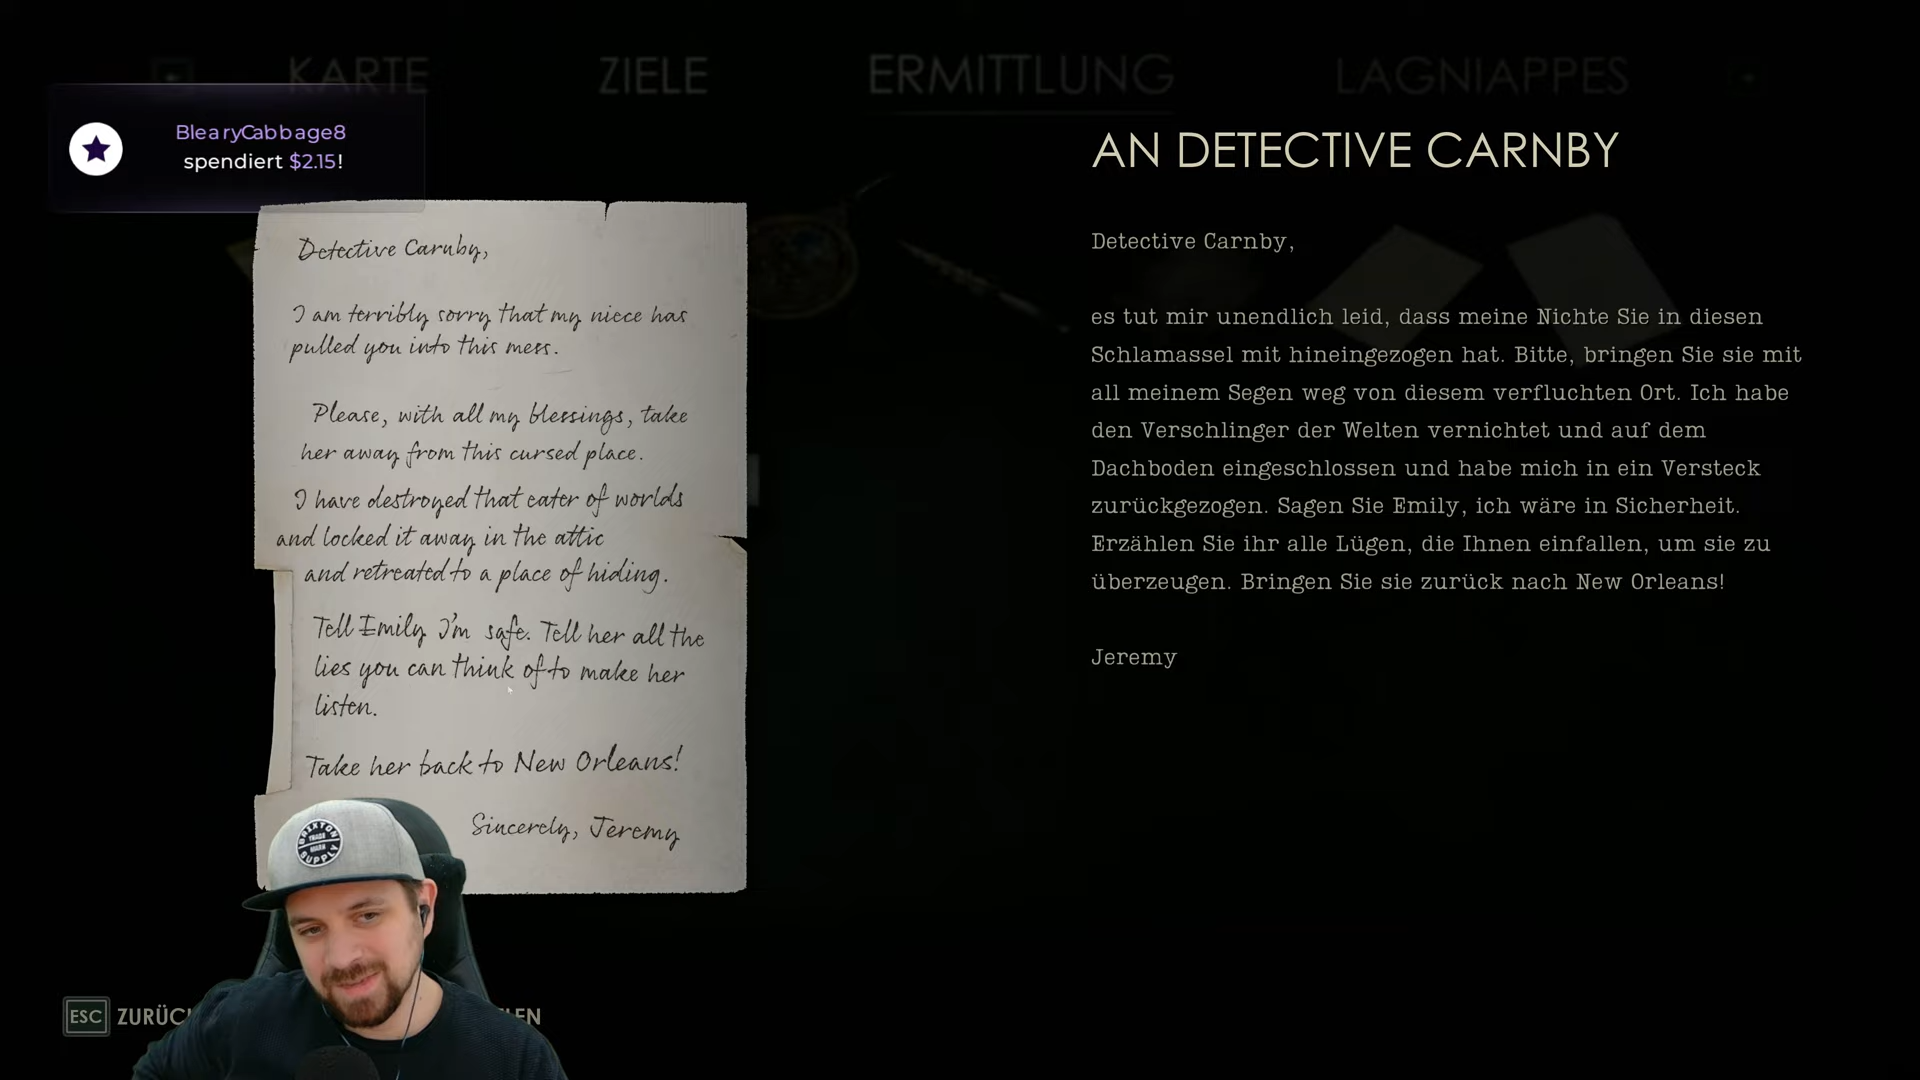 KARTE
ZIELE
ERMITTLUNG
LAGNIAPPES
BlearyCabbage8
spendiert $2.15!
Detective Carnby,
I am terribly sorry that my niece has
pulled you into this mess.
Please, with all my blessings, take
her away from this cursed place.
I have destroyed that eater of worlds
and locked it away in the attic
and retreated to a place of hiding.
Tell Emily I'm safe. Tell her all the
lies you can think of to make her
listen.
Take her back to New Orleans!
Sincerely, Jeremy
AN DETECTIVE CARNBY
Detective Carnby,
es tut mir unendlich leid, dass meine Nichte Sie in diesen
Schlamassel mit hineingezogen hat. Bitte, bringen Sie sie mit
all meinem Segen weg von diesem verfluchten Ort. Ich habe
den Verschlinger der Welten vernichtet und auf dem
Dachboden eingeschlossen und habe mich in ein Versteck
zurückgezogen. Sagen Sie Emily, ich wäre in Sicherheit.
Erzählen Sie ihr alle Lügen, die Ihnen einfallen, um sie zu
überzeugen. Bringen Sie sie zurück nach New Orleans!
Jeremy
BRIXTON
TRADE
MARK
SUPPLY
ESC ZURÜC